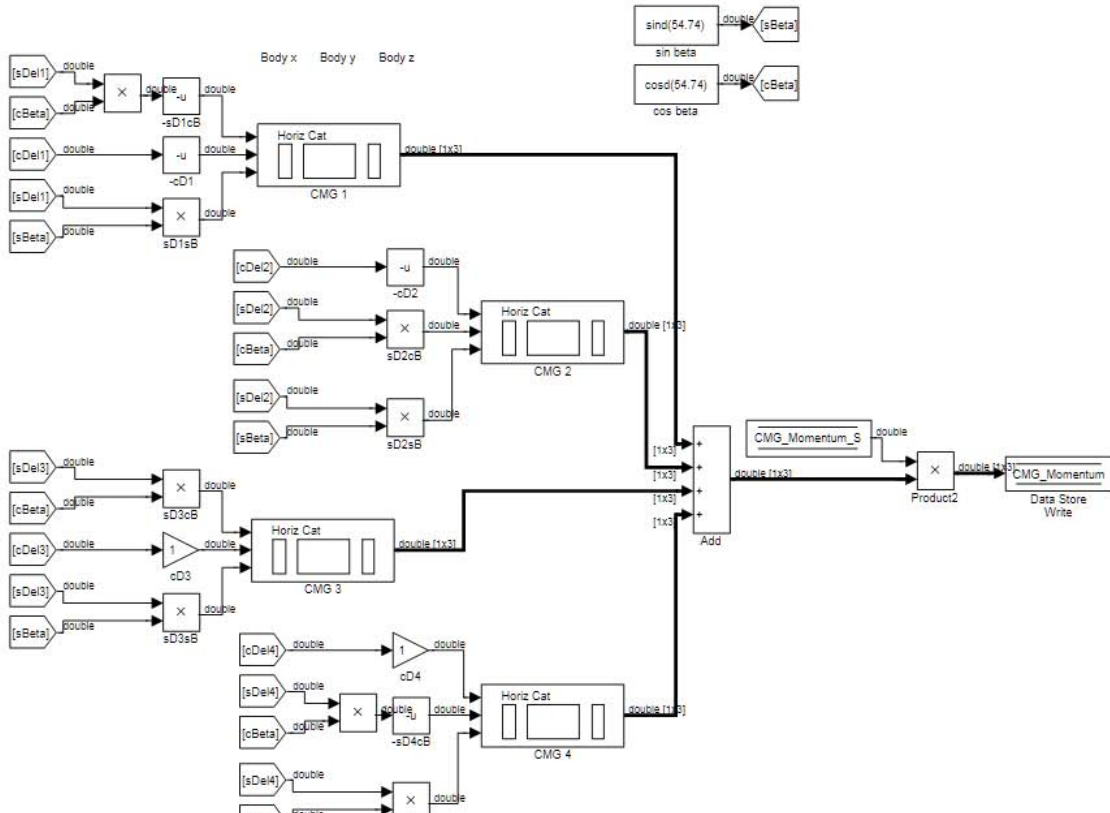 sind(54.74) double [sBeta]
sin beta
cosd(54.74) double [cBeta]
cos beta
Body x Body y Body z
[sDel1] double
[cBeta] double
× double -u double
-sD1cB
[cDel1] double -u double
-cD1
[sDel1] double
[sBeta] double
× double
sD1sB
Horiz Cat
CMG 1
double [1x3]
[cDel2] double -u double
-cD2
[sDel2] double
[cBeta] double
× double
sD2cB
[sDel2] double
[sBeta] double
× double
sD2sB
Horiz Cat
CMG 2
double [1x3]
[sDel3] double
[cBeta] double
× double
sD3cB
[cDel3] double 1 double
cD3
[sDel3] double
[sBeta] double
× double
sD3sB
Horiz Cat
CMG 3
double [1x3]
[cDel4] double 1 double
cD4
[sDel4] double
[cBeta] double
× double -u double
-sD4cB
[sDel4] double
× double
Horiz Cat
CMG 4
double [1x3]
[1x3] +
[1x3] +
[1x3] +
[1x3] +
Add
double [1x3]
CMG_Momentum_S double
×
Product2
double [1x3]
CMG_Momentum
Data Store
Write